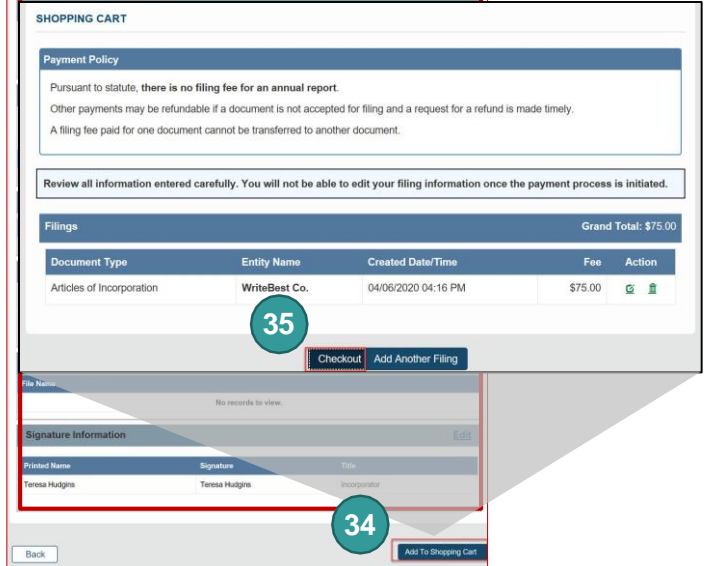 SHOPPING CART
Payment Policy
Pursuant to statute, there is no filing fee for an annual report.
Other payments may be refundable if a document is not accepted for filing and a request for a refund is made timely.
A filing fee paid for one document cannot be transferred to another document.
Review all information entered carefully. You will not be able to edit your filing information once the payment process is initiated.
Filings Grand Total: $75.00
Document Type Entity Name Created Date/Time Fee Action
Articles of Incorporation WriteBest Co. 04/06/2020 04:16 PM $75.00
35
Checkout Add Another Filing
File Name
No records to view.
Signature Information Edit
Printed Name Signature Title
Teresa Hudgins Teresa Hudgins Incorporator
34
Back Add To Shopping Cart